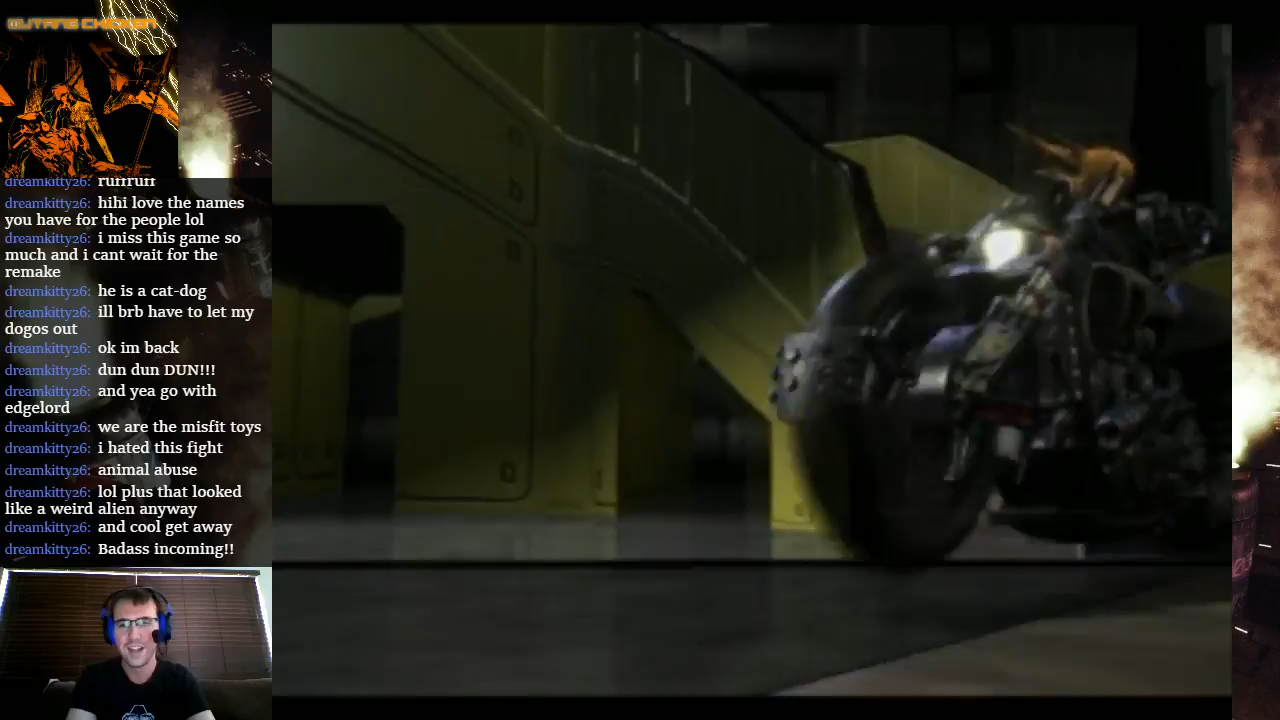 WUTANG CHICKEN
dreamkitty26: ruffruff
dreamkitty26: hihi love the names
you have for the people lol
dreamkitty26: i miss this game so
much and i cant wait for the
remake
dreamkitty26: he is a cat-dog
dreamkitty26: ill brb have to let my
dogos out
dreamkitty26: ok im back
dreamkitty26: dun dun DUN!!!
dreamkitty26: and yea go with
edgelord
dreamkitty26: we are the misfit toys
dreamkitty26: i hated this fight
dreamkitty26: animal abuse
dreamkitty26: lol plus that looked
like a weird alien anyway
dreamkitty26: and cool get away
dreamkitty26: Badass incoming!!